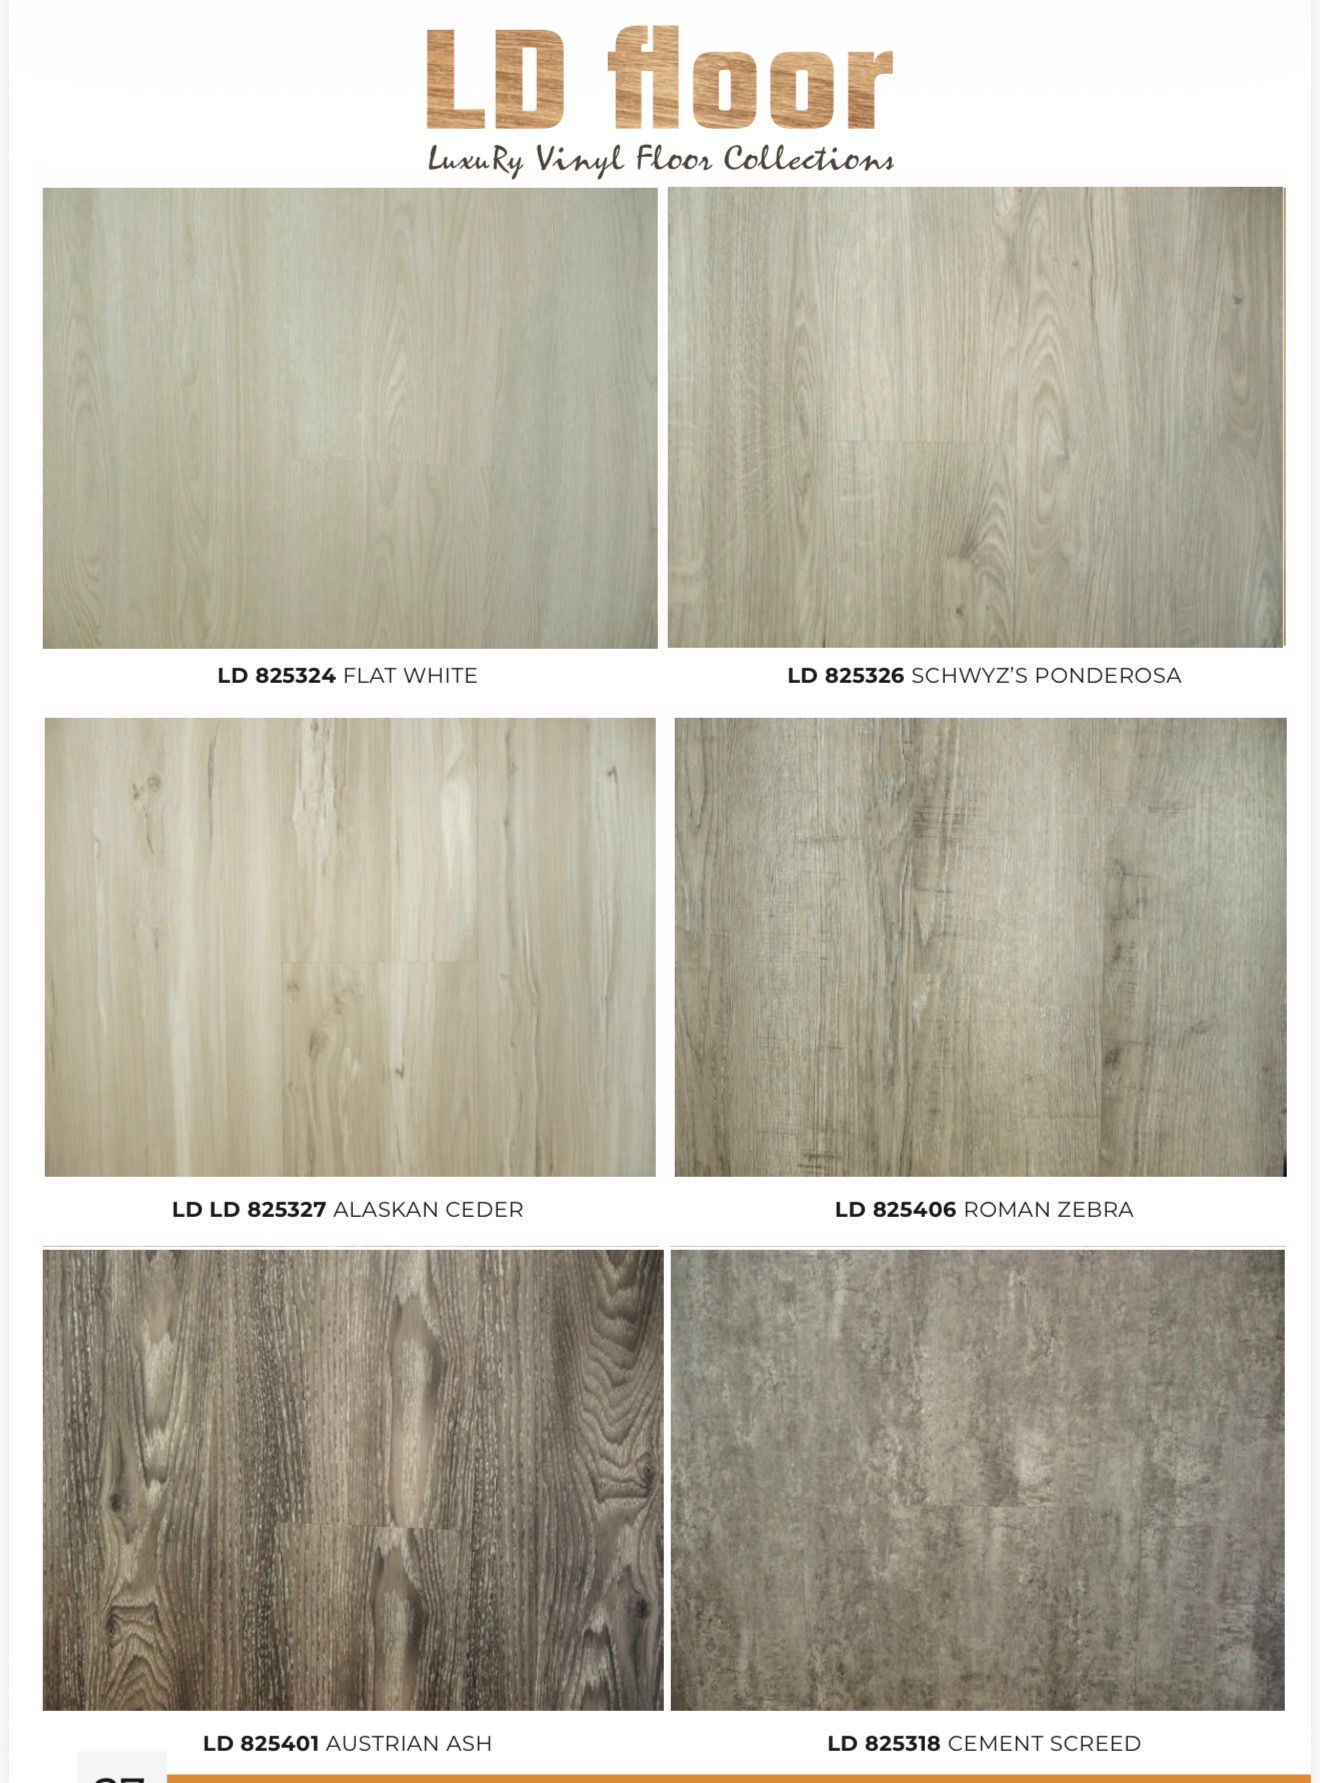 LD floor
LuxuRy Vinyl Floor Collections
LD 825324 FLAT WHITE
LD 825326 SCHWYZ’S PONDEROSA
LD LD 825327 ALASKAN CEDER
LD 825406 ROMAN ZEBRA
LD 825401 AUSTRIAN ASH
LD 825318 CEMENT SCREED